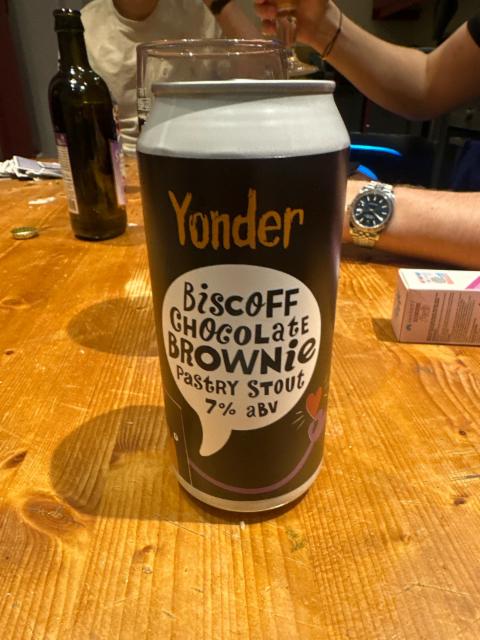 Yonder
BiscoFF
CHOCOLatE
BROWNiE
Pastry Stout
7% aBV